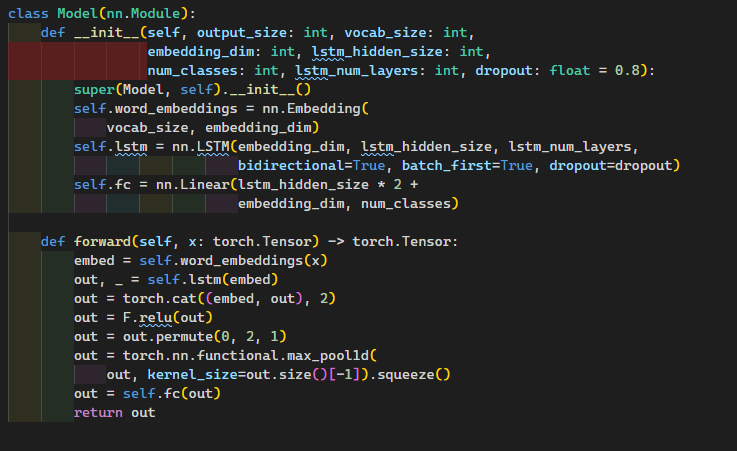 class Model(nn.Module):
    def __init__(self, output_size: int, vocab_size: int,
                 embedding_dim: int, lstm_hidden_size: int,
                 num_classes: int, lstm_num_layers: int, dropout: float = 0.8):
        super(Model, self).__init__()
        self.word_embeddings = nn.Embedding(
            vocab_size, embedding_dim)
        self.lstm = nn.LSTM(embedding_dim, lstm_hidden_size, lstm_num_layers,
                            bidirectional=True, batch_first=True, dropout=dropout)
        self.fc = nn.Linear(lstm_hidden_size * 2 +
                            embedding_dim, num_classes)

    def forward(self, x: torch.Tensor) -> torch.Tensor:
        embed = self.word_embeddings(x)
        out, _ = self.lstm(embed)
        out = torch.cat((embed, out), 2)
        out = F.relu(out)
        out = out.permute(0, 2, 1)
        out = torch.nn.functional.max_pool1d(
            out, kernel_size=out.size()[-1]).squeeze()
        out = self.fc(out)
        return out